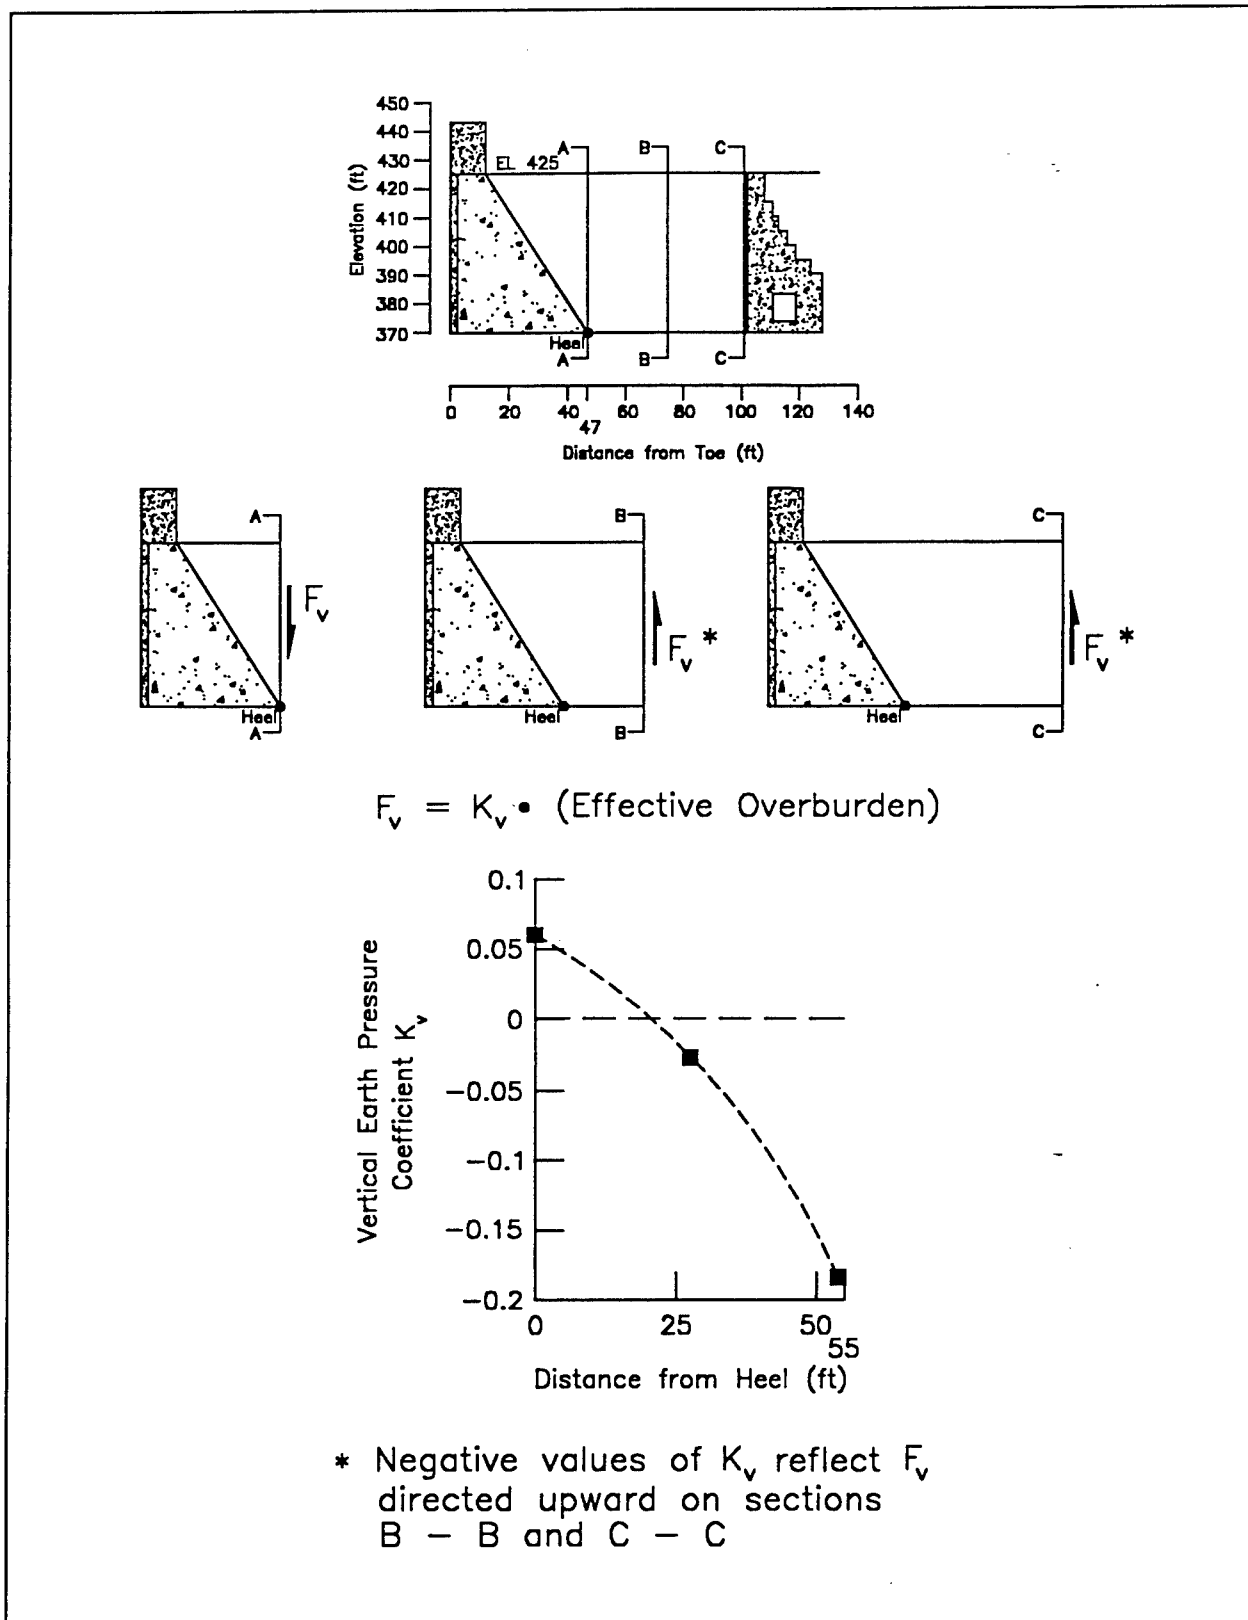 450
440
430
420
410
400
390
380
370
Elevation (ft)
EL 425
A
B
C
Heel
A
B
C
0 20 40 60 80 100 120 140
47
Distance from Toe (ft)
A
F_v
Heel
A
B
F_v *
Heel
B
C
F_v *
Heel
C
F_v = K_v • (Effective Overburden)
0.1
0.05
0
-0.05
-0.1
-0.15
-0.2
Vertical Earth Pressure
Coefficient K_v
0 25 50
55
Distance from Heel (ft)
* Negative values of K_v reflect F_v
directed upward on sections
B - B and C - C